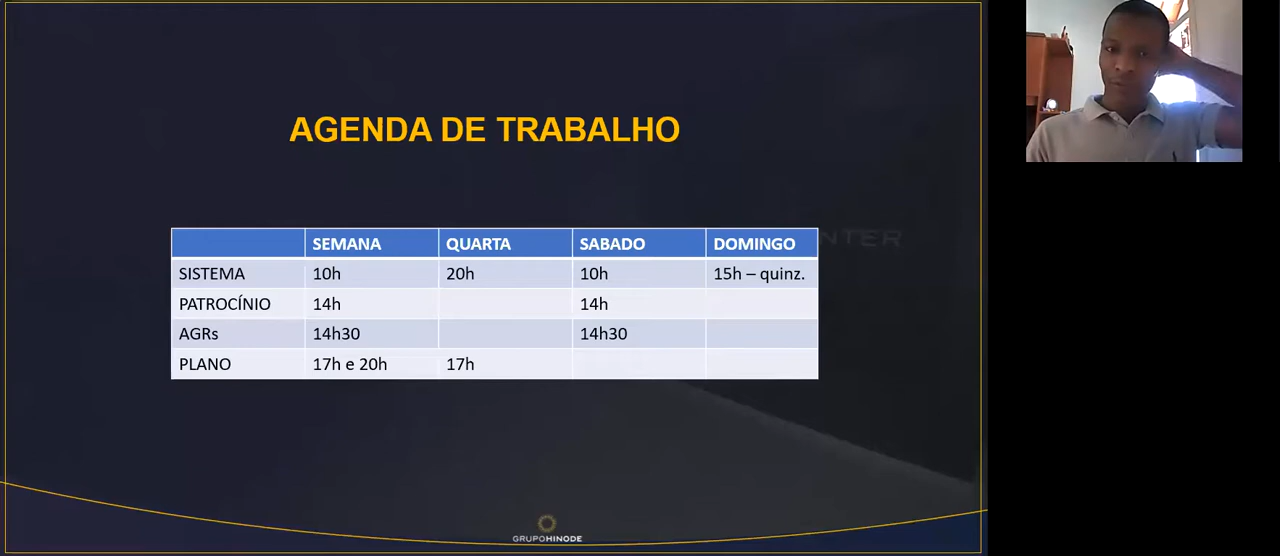 AGENDA DE TRABALHO
SEMANA QUARTA SABADO DOMINGO
SISTEMA 10h 20h 10h 15h – quinz.
PATROCÍNIO 14h 14h
AGRs 14h30 14h30
PLANO 17h e 20h 17h
GRUPOHINODE